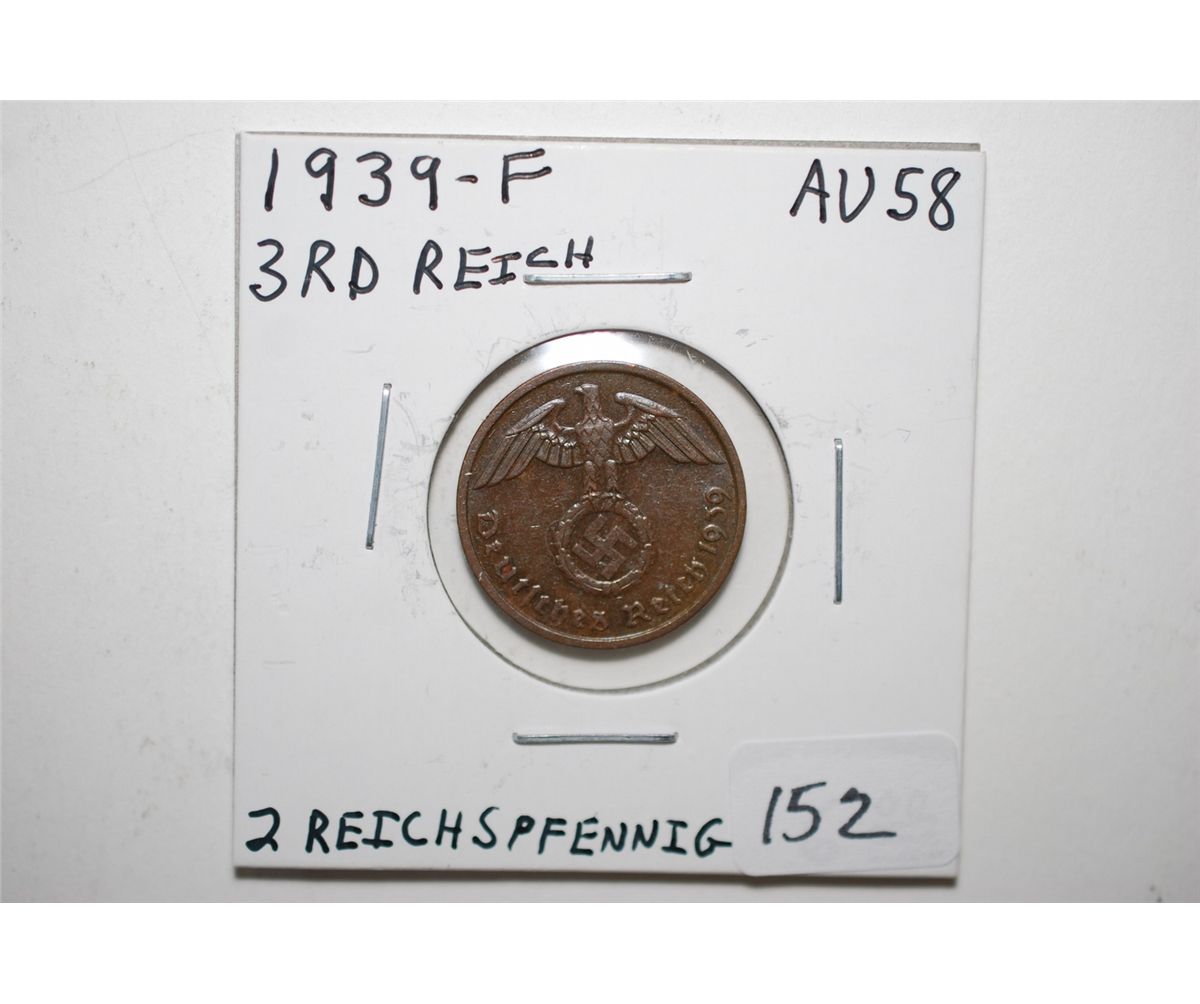 1939-F
AU58
3RD REICH
Deutsches Reich 1939
2 REICHSPFENNIG
152